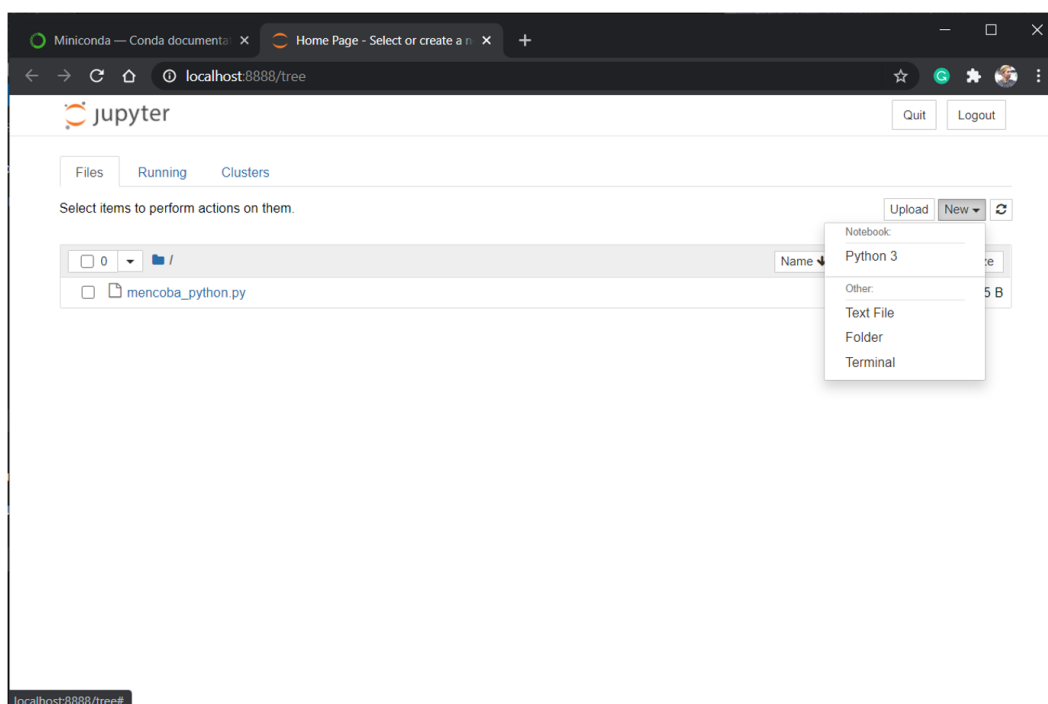 Miniconda — Conda documentat
Home Page - Select or create a n
localhost:8888/tree
jupyter
Quit
Logout
Files
Running
Clusters
Select items to perform actions on them.
Upload
New
Notebook:
Python 3
Other:
Text File
Folder
Terminal
0
/
Name
ze
mencoba_python.py
5 B
localhost:8888/tree#